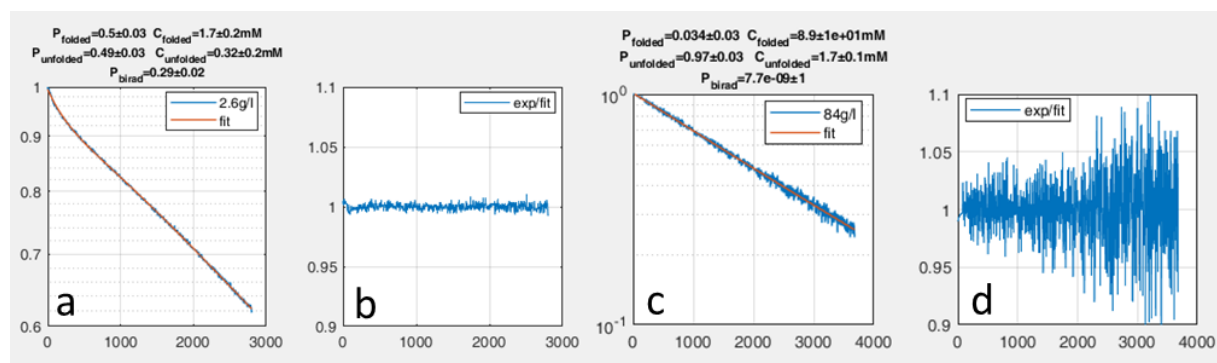 P_folded=0.5±0.03 C_folded=1.7±0.2mM
P_unfolded=0.49±0.03 C_unfolded=0.32±0.2mM
P_birad=0.29±0.02
1
0.9
0.8
0.7
0.6
0 1000 2000 3000
2.6g/l
fit
a
1.1
1.05
1
0.95
0.9
0 1000 2000 3000
exp/fit
b
P_folded=0.034±0.03 C_folded=8.9±1e+01mM
P_unfolded=0.97±0.03 C_unfolded=1.7±0.1mM
P_birad=7.7e-09±1
10^0
10^-1
0 1000 2000 3000 4000
84g/l
fit
c
1.1
1.05
1
0.95
0.9
0 1000 2000 3000 4000
exp/fit
d